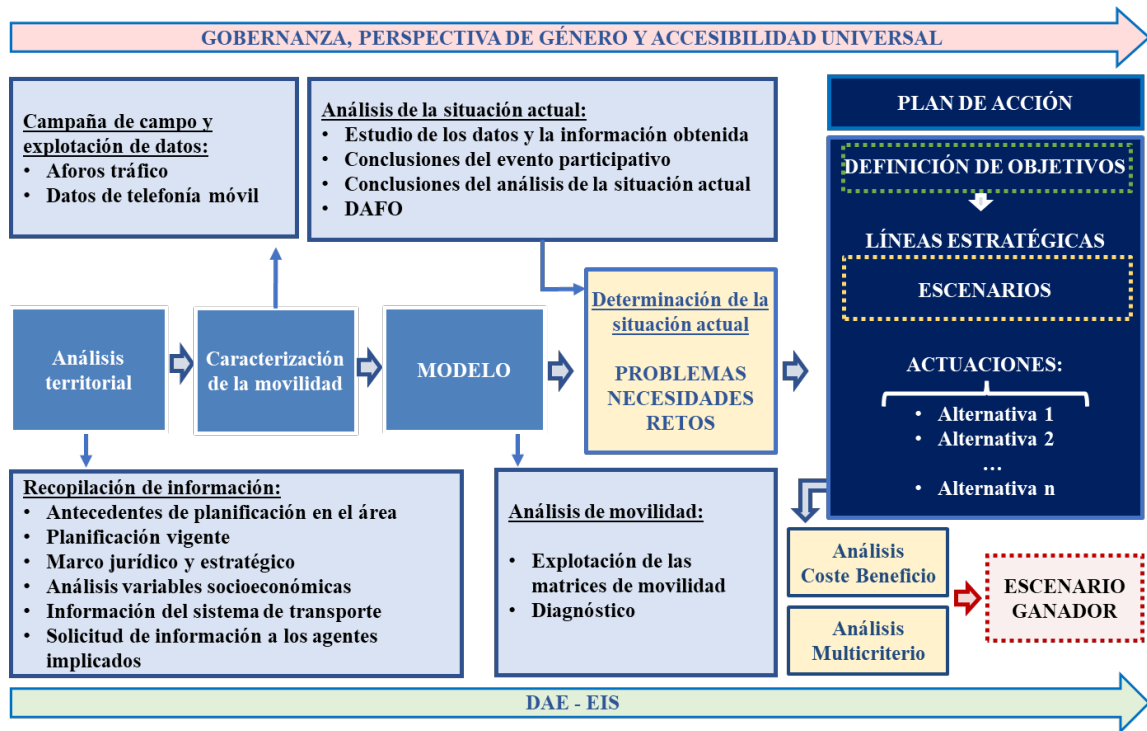 GOBERNANZA, PERSPECTIVA DE GÉNERO Y ACCESIBILIDAD UNIVERSAL
Campaña de campo y
explotación de datos:
• Aforos tráfico
• Datos de telefonía móvil
Análisis de la situación actual:
• Estudio de los datos y la información obtenida
• Conclusiones del evento participativo
• Conclusiones del análisis de la situación actual
• DAFO
Análisis
territorial
Caracterización
de la movilidad
MODELO
Determinación de la
situación actual
PROBLEMAS
NECESIDADES
RETOS
Recopilación de información:
• Antecedentes de planificación en el área
• Planificación vigente
• Marco jurídico y estratégico
• Análisis variables socioeconómicas
• Información del sistema de transporte
• Solicitud de información a los agentes
implicados
Análisis de movilidad:
• Explotación de las
matrices de movilidad
• Diagnóstico
PLAN DE ACCIÓN
DEFINICIÓN DE OBJETIVOS
LÍNEAS ESTRATÉGICAS
ESCENARIOS
ACTUACIONES:
• Alternativa 1
• Alternativa 2
…
• Alternativa n
Análisis
Coste Beneficio
Análisis
Multicriterio
ESCENARIO
GANADOR
DAE - EIS